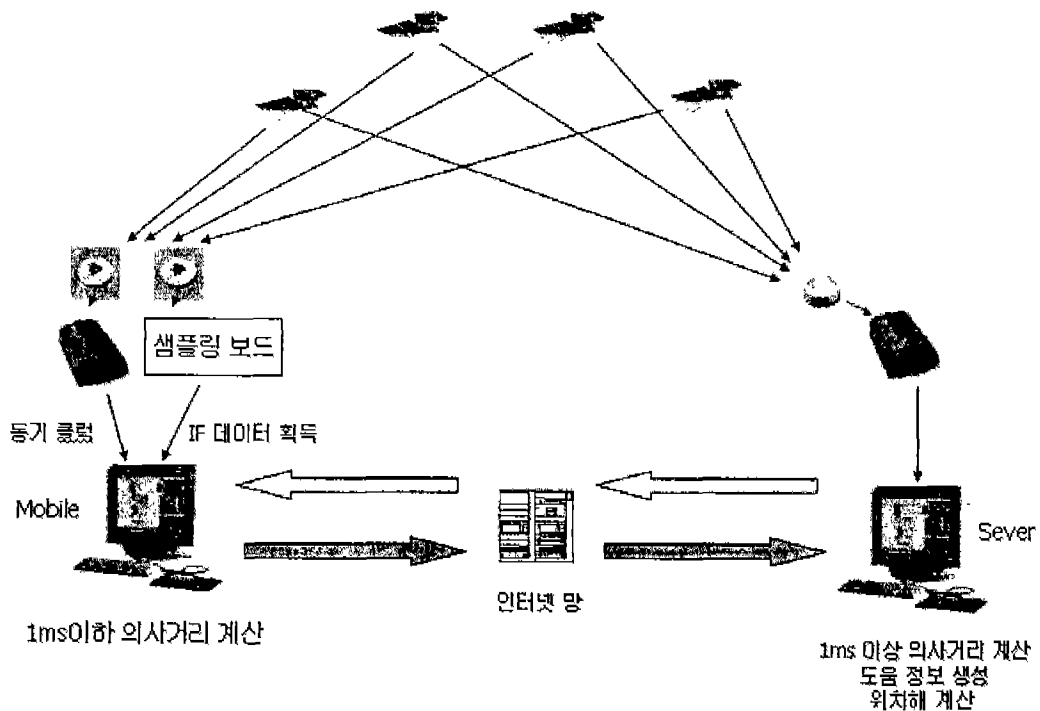 샘플링 보드
동기 클럭
IF 데이터 획득
Mobile
Sever
인터넷 망
1ms이하 의사거리 계산
1ms 이상 의사거리 계산
도움 정보 생성
위치해 계산